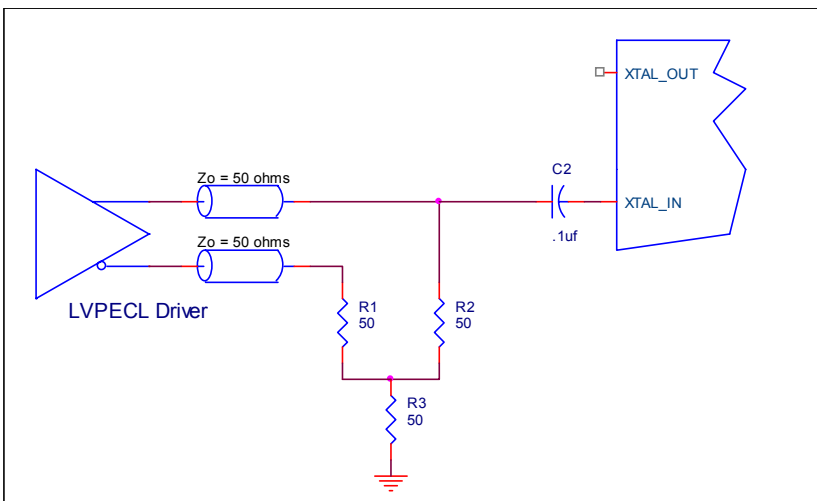 XTAL_OUT
Zo = 50 ohms
C2
XTAL_IN
.1uf
Zo = 50 ohms
LVPECL Driver
R1
50
R2
50
R3
50